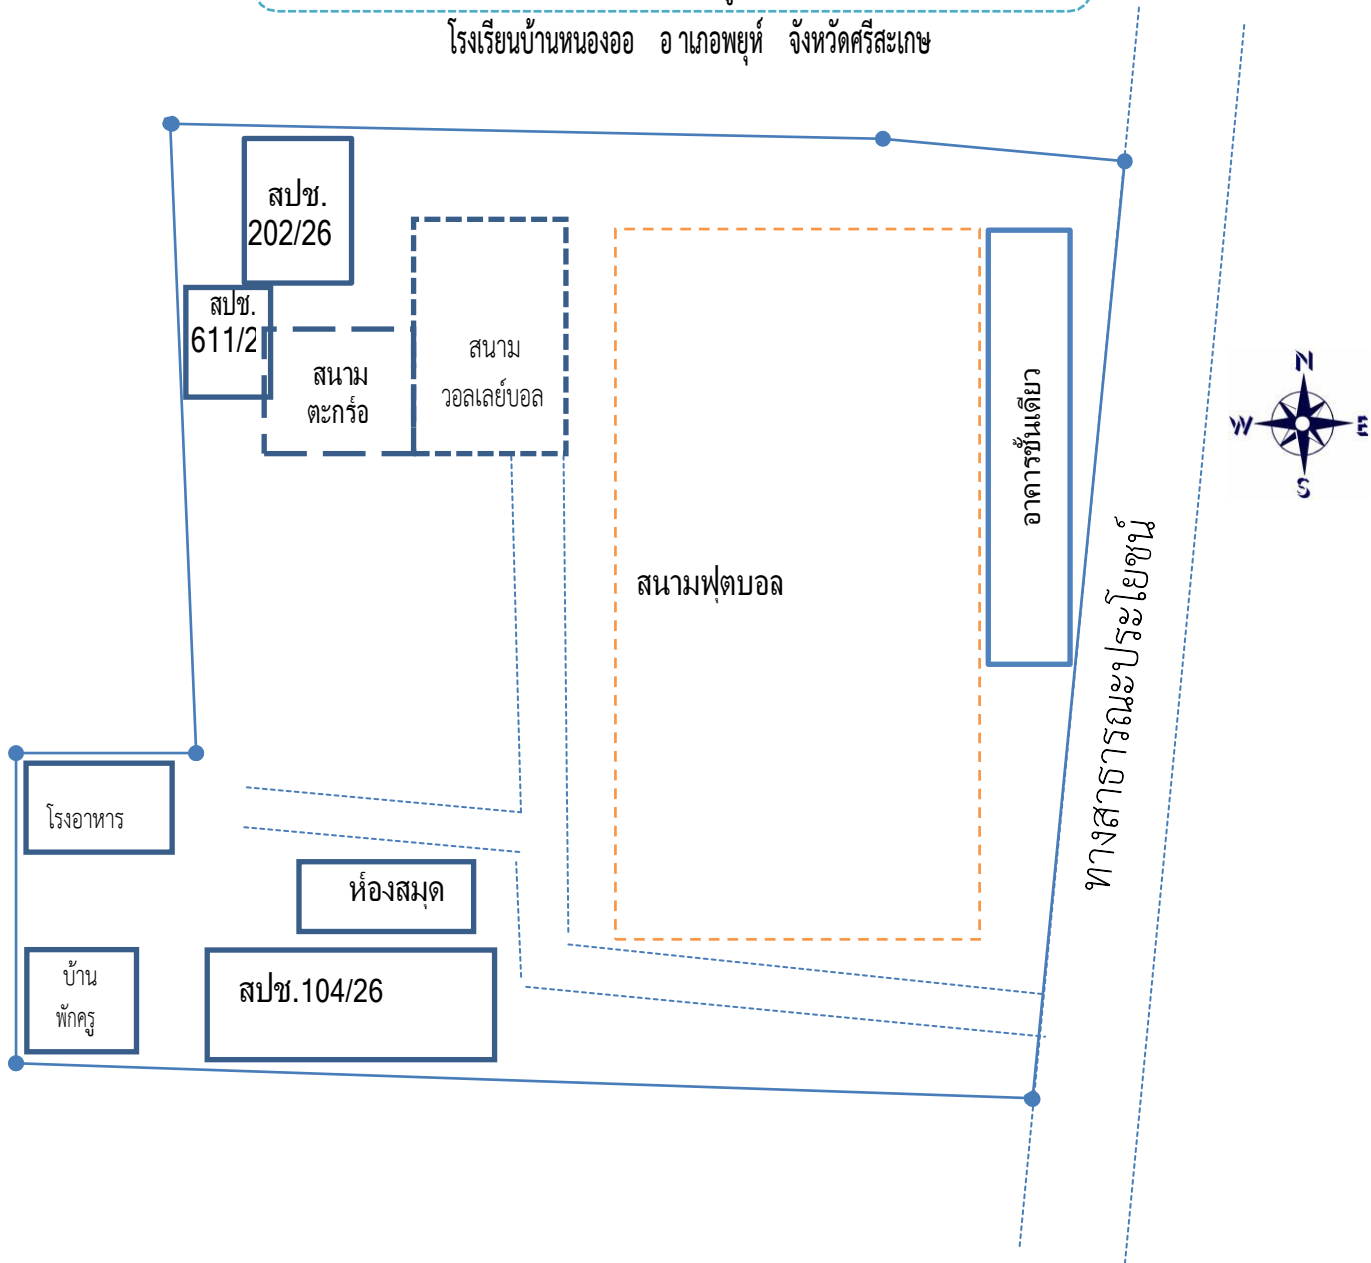 โรงเรียนบ้านหนองออ อ าเภอพยุห์ จังหวัดศรีสะเกษ
สปช.
202/26
สปช.
611/2
สนาม
ตะกร้อ
สนาม
วอลเลย์บอล
อาคารชั้นเดียว
N
W
E
S
สนามฟุตบอล
ทางสาธารณะประโยชน์
โรงอาหาร
ห้องสมุด
บ้าน
พักครู
สปช.104/26